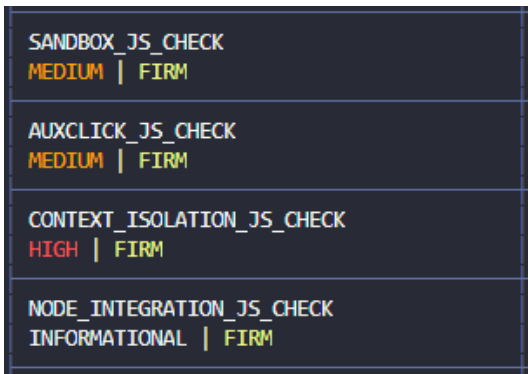 SANDBOX_JS_CHECK
MEDIUM | FIRM
AUXCLICK_JS_CHECK
MEDIUM | FIRM
CONTEXT_ISOLATION_JS_CHECK
HIGH | FIRM
NODE_INTEGRATION_JS_CHECK
INFORMATIONAL | FIRM